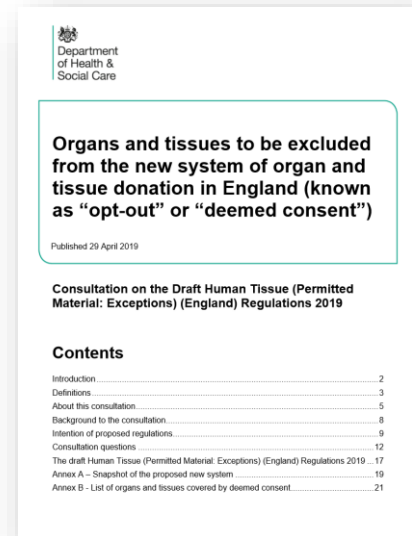 Department
of Health &
Social Care
Organs and tissues to be excluded
from the new system of organ and
tissue donation in England (known
as “opt-out” or “deemed consent”)
Published 29 April 2019
Consultation on the Draft Human Tissue (Permitted
Material: Exceptions) (England) Regulations 2019
Contents
Introduction 2
Definitions 3
About this consultation 5
Background to the consultation 8
Intention of proposed regulations 9
Consultation questions 12
The draft Human Tissue (Permitted Material: Exceptions) (England) Regulations 2019 ... 17
Annex A – Snapshot of the proposed new system 19
Annex B - List of organs and tissues covered by deemed consent 21